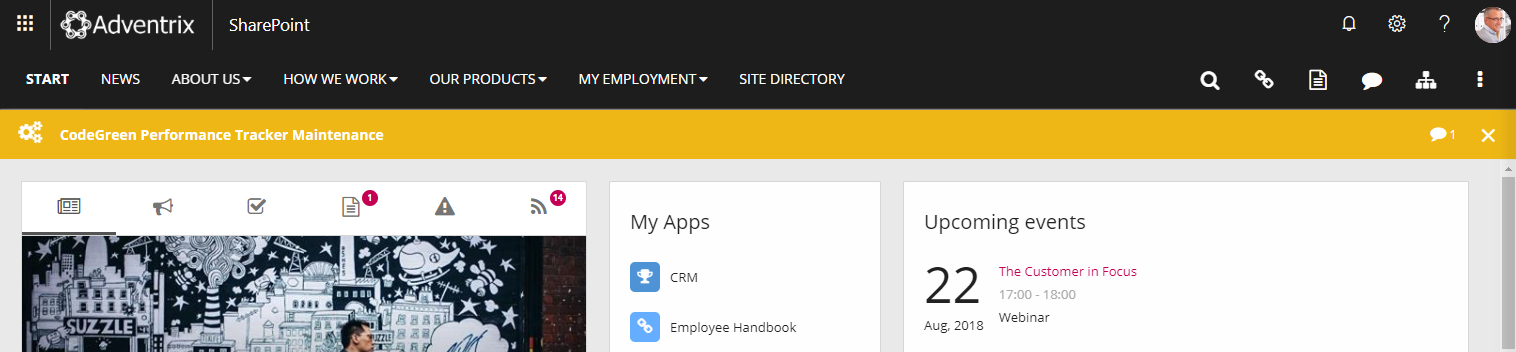 Adventrix
SharePoint
START NEWS ABOUT US HOW WE WORK OUR PRODUCTS MY EMPLOYMENT SITE DIRECTORY
CodeGreen Performance Tracker Maintenance
1
1
14
My Apps
CRM
Employee Handbook
Upcoming events
22
Aug, 2018
The Customer in Focus
17:00 - 18:00
Webinar
SUZZLE